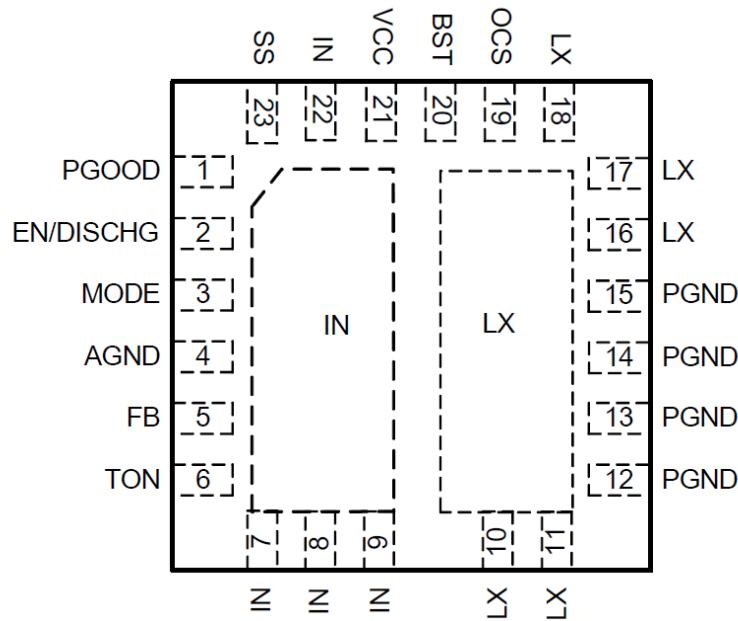 SS IN VCC BST OCS LX
23 22 21 20 19 18
PGOOD 1 17 LX
EN/DISCHG 2 16 LX
MODE 3 15 PGND
IN LX
AGND 4 14 PGND
FB 5 13 PGND
TON 6 12 PGND
7 8 9 10 11
IN IN IN LX LX